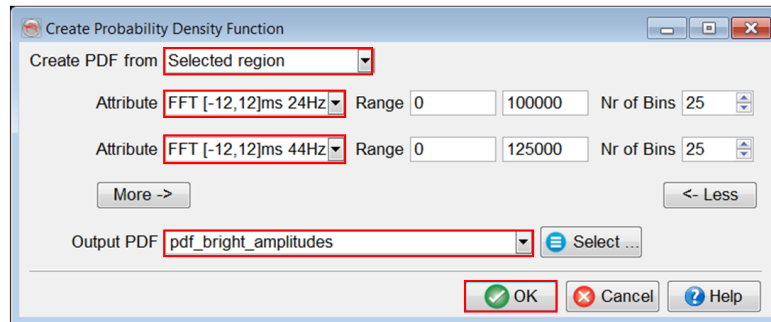 Create Probability Density Function
Create PDF from Selected region
Attribute FFT [-12,12]ms 24Hz Range 0 100000 Nr of Bins 25
Attribute FFT [-12,12]ms 44Hz Range 0 125000 Nr of Bins 25
More -> <- Less
Output PDF pdf_bright_amplitudes Select ...
OK Cancel Help